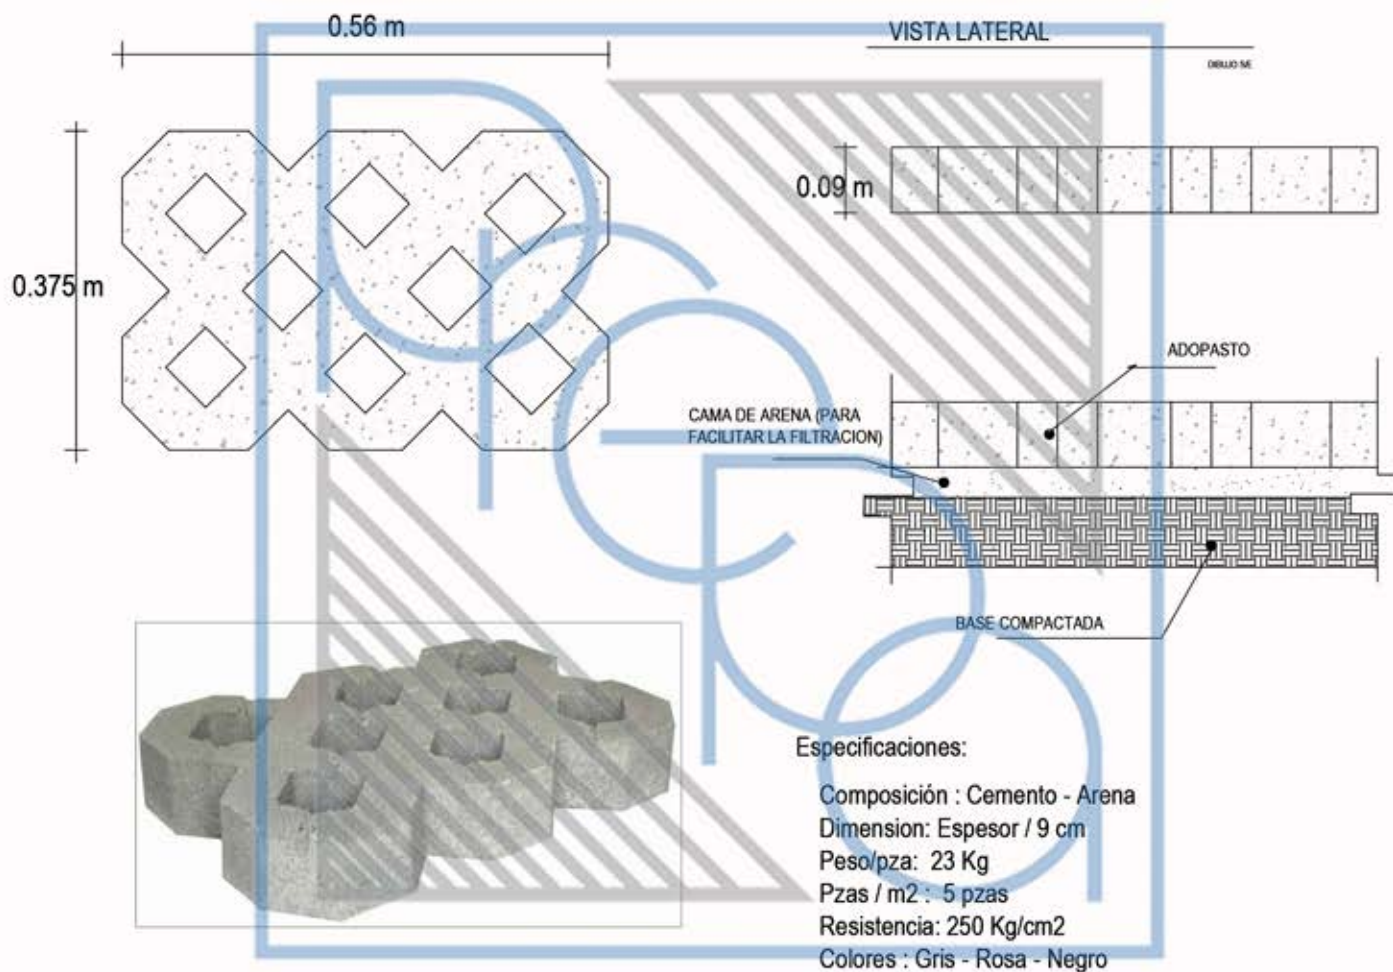 0.56 m
VISTA LATERAL
DIBUJO S/E
0.09 m
0.375 m
ADOPASTO
CAMA DE ARENA (PARA
FACILITAR LA FILTRACION)
BASE COMPACTADA
Especificaciones:
Composición : Cemento - Arena
Dimension: Espesor / 9 cm
Peso/pza: 23 Kg
Pzas / m2 : 5 pzas
Resistencia: 250 Kg/cm2
Colores : Gris - Rosa - Negro